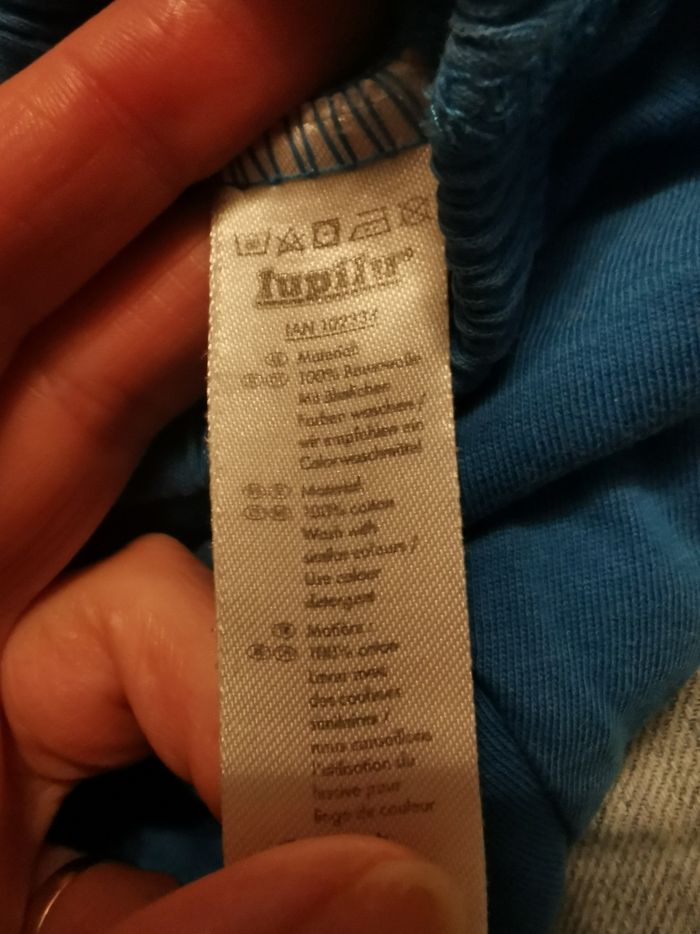 lupilu®
IAN 102334
Material:
100% Baumwolle
Mit ähnlichen
Farben waschen /
wir empfehlen ein
Colorwaschmittel
Material:
100% cotton
Wash with
similar colours /
Use colour
detergent
Matière :
100% coton
Laver avec
des couleurs
similaires /
nous conseillons
l'utilisation du
lessive pour
linge de couleur